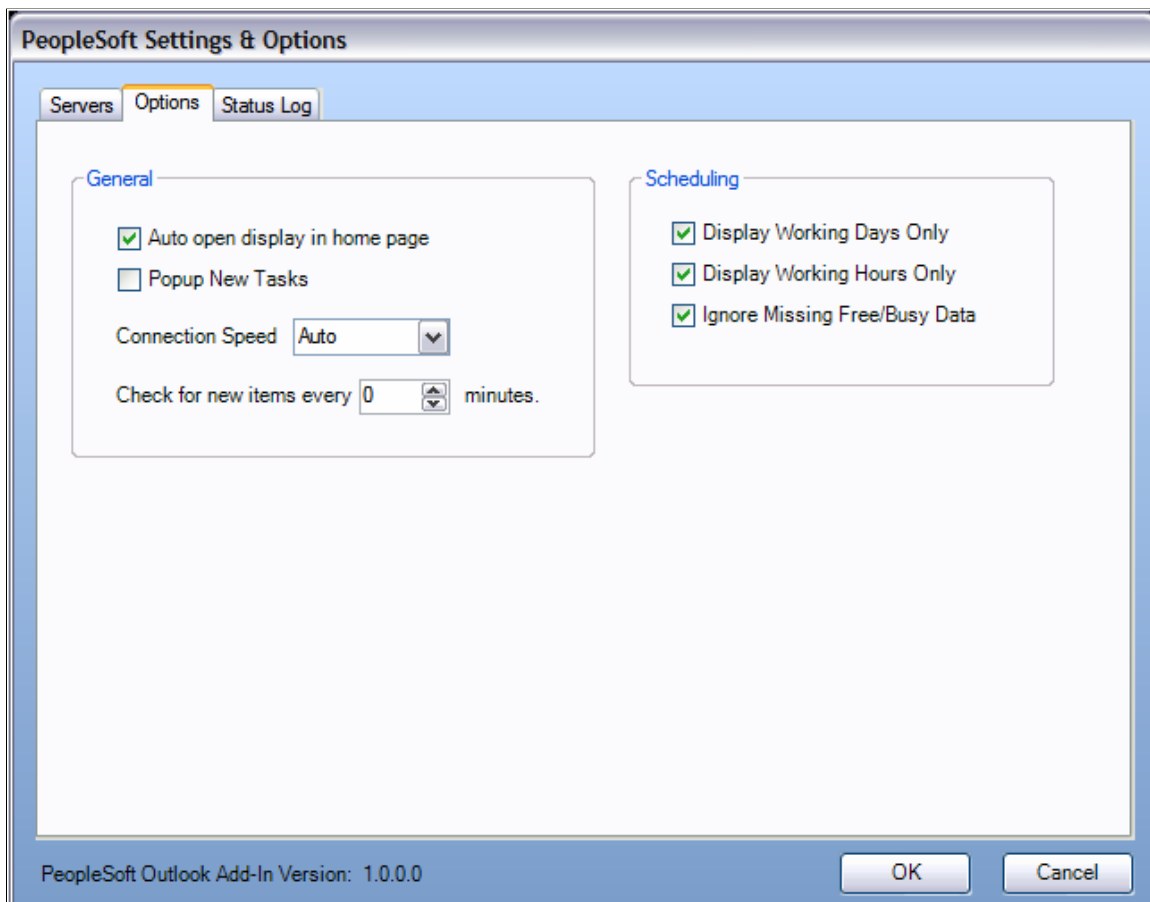 PeopleSoft Settings & Options
Servers Options Status Log
General
Auto open display in home page
Popup New Tasks
Connection Speed Auto
Check for new items every 0 minutes.
Scheduling
Display Working Days Only
Display Working Hours Only
Ignore Missing Free/Busy Data
PeopleSoft Outlook Add-In Version: 1.0.0.0
OK Cancel